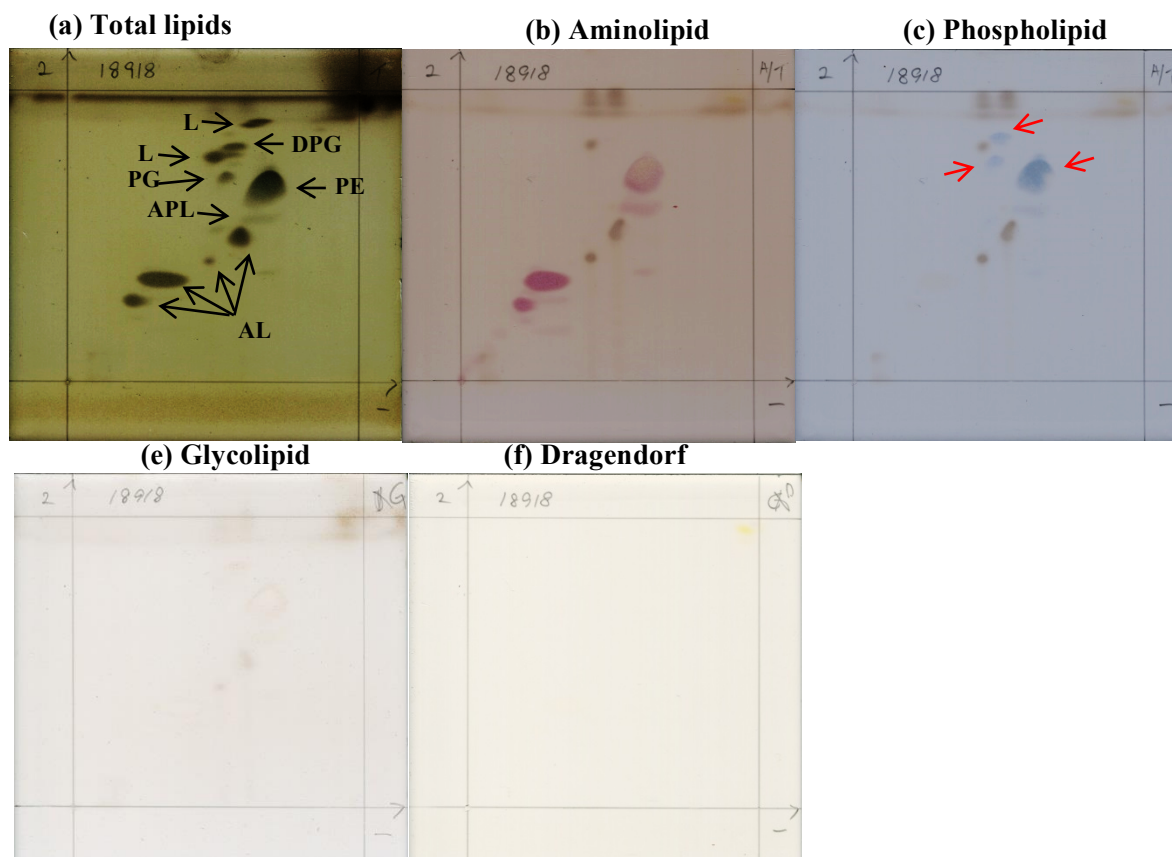 (a) Total lipids
(b) Aminolipid
(c) Phospholipid
2 18918
2 18918 A/T
2 18918 A/T
L
DPG
L
PG
PE
APL
AL
1
(e) Glycolipid
(f) Dragendorf
2 18918
2 18918